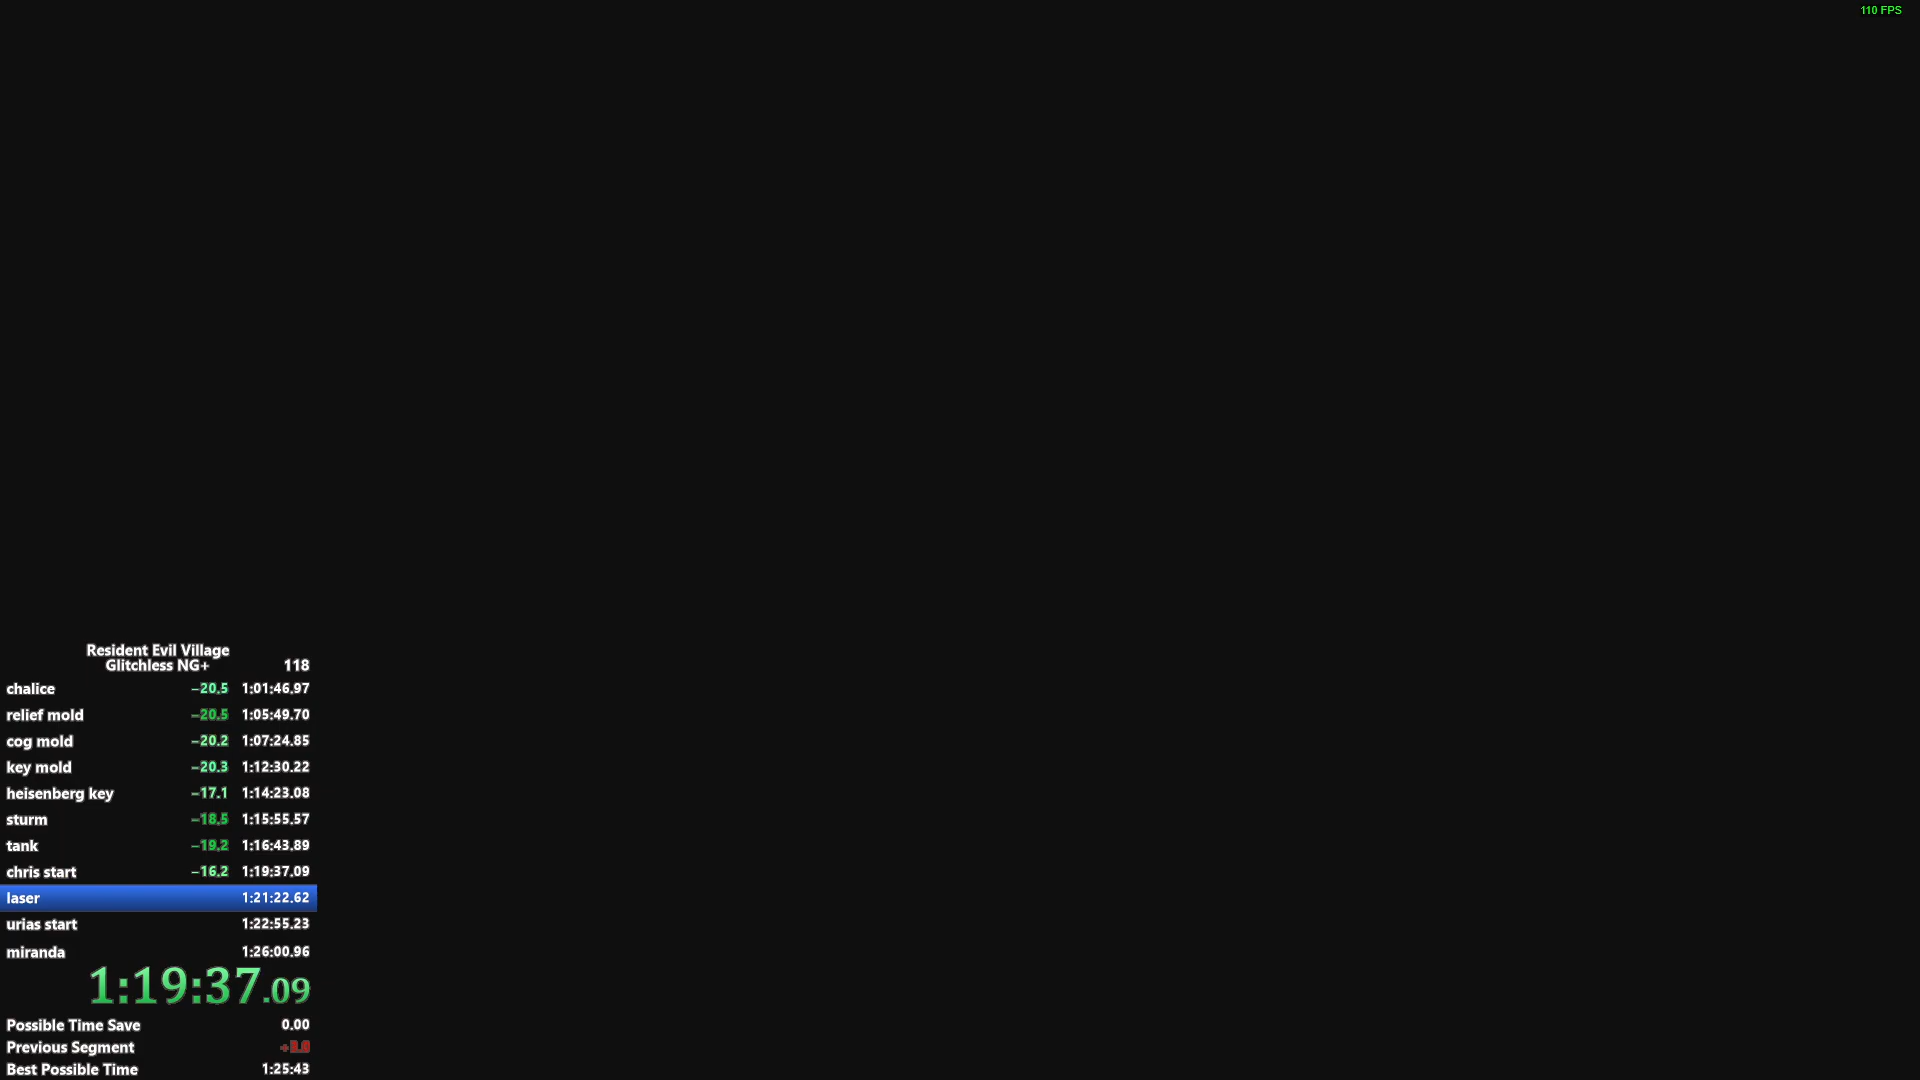 110 FPS
Resident Evil Village
Glitchless NG+ 118
chalice −20.5 1:01:46.97
relief mold −20.5 1:05:49.70
cog mold −20.2 1:07:24.85
key mold −20.3 1:12:30.22
heisenberg key −17.1 1:14:23.08
sturm −18.5 1:15:55.57
tank −19.2 1:16:43.89
chris start −16.2 1:19:37.09
laser 1:21:22.62
urias start 1:22:55.23
miranda 1:26:00.96
1:19:37.09
Possible Time Save 0.00
Previous Segment
Best Possible Time 1:25:43